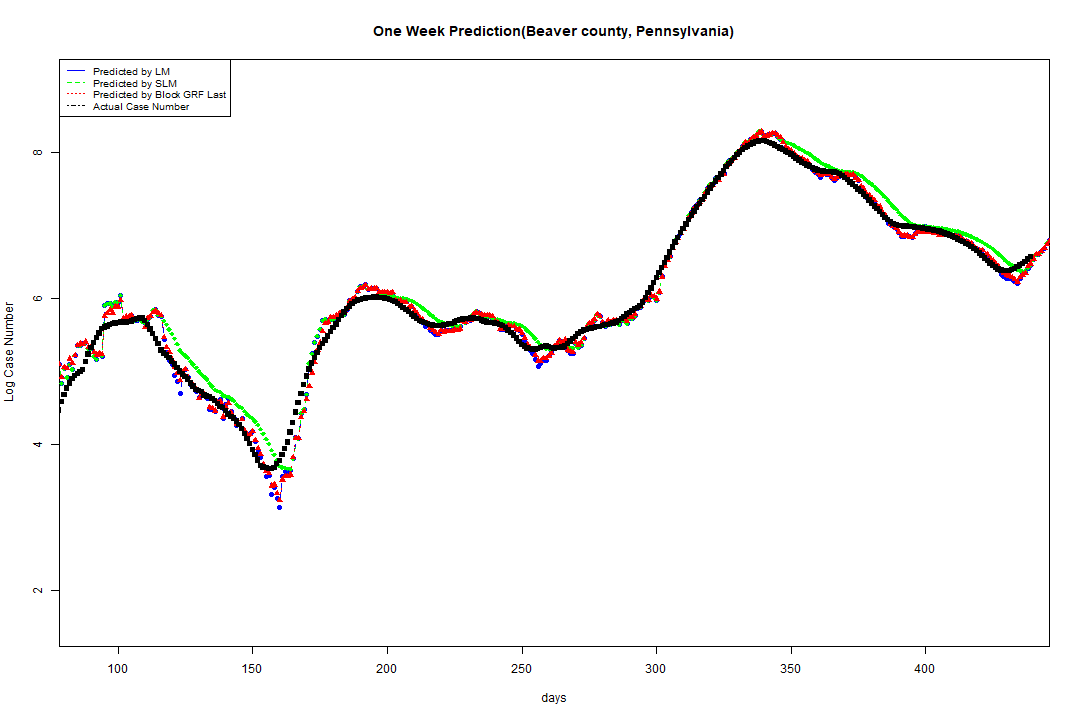 One Week Prediction(Beaver county, Pennsylvania)
Predicted by LM
Predicted by SLM
Predicted by Block GRF Last
Actual Case Number
8
6
4
2
Log Case Number
100 150 200 250 300 350 400
days